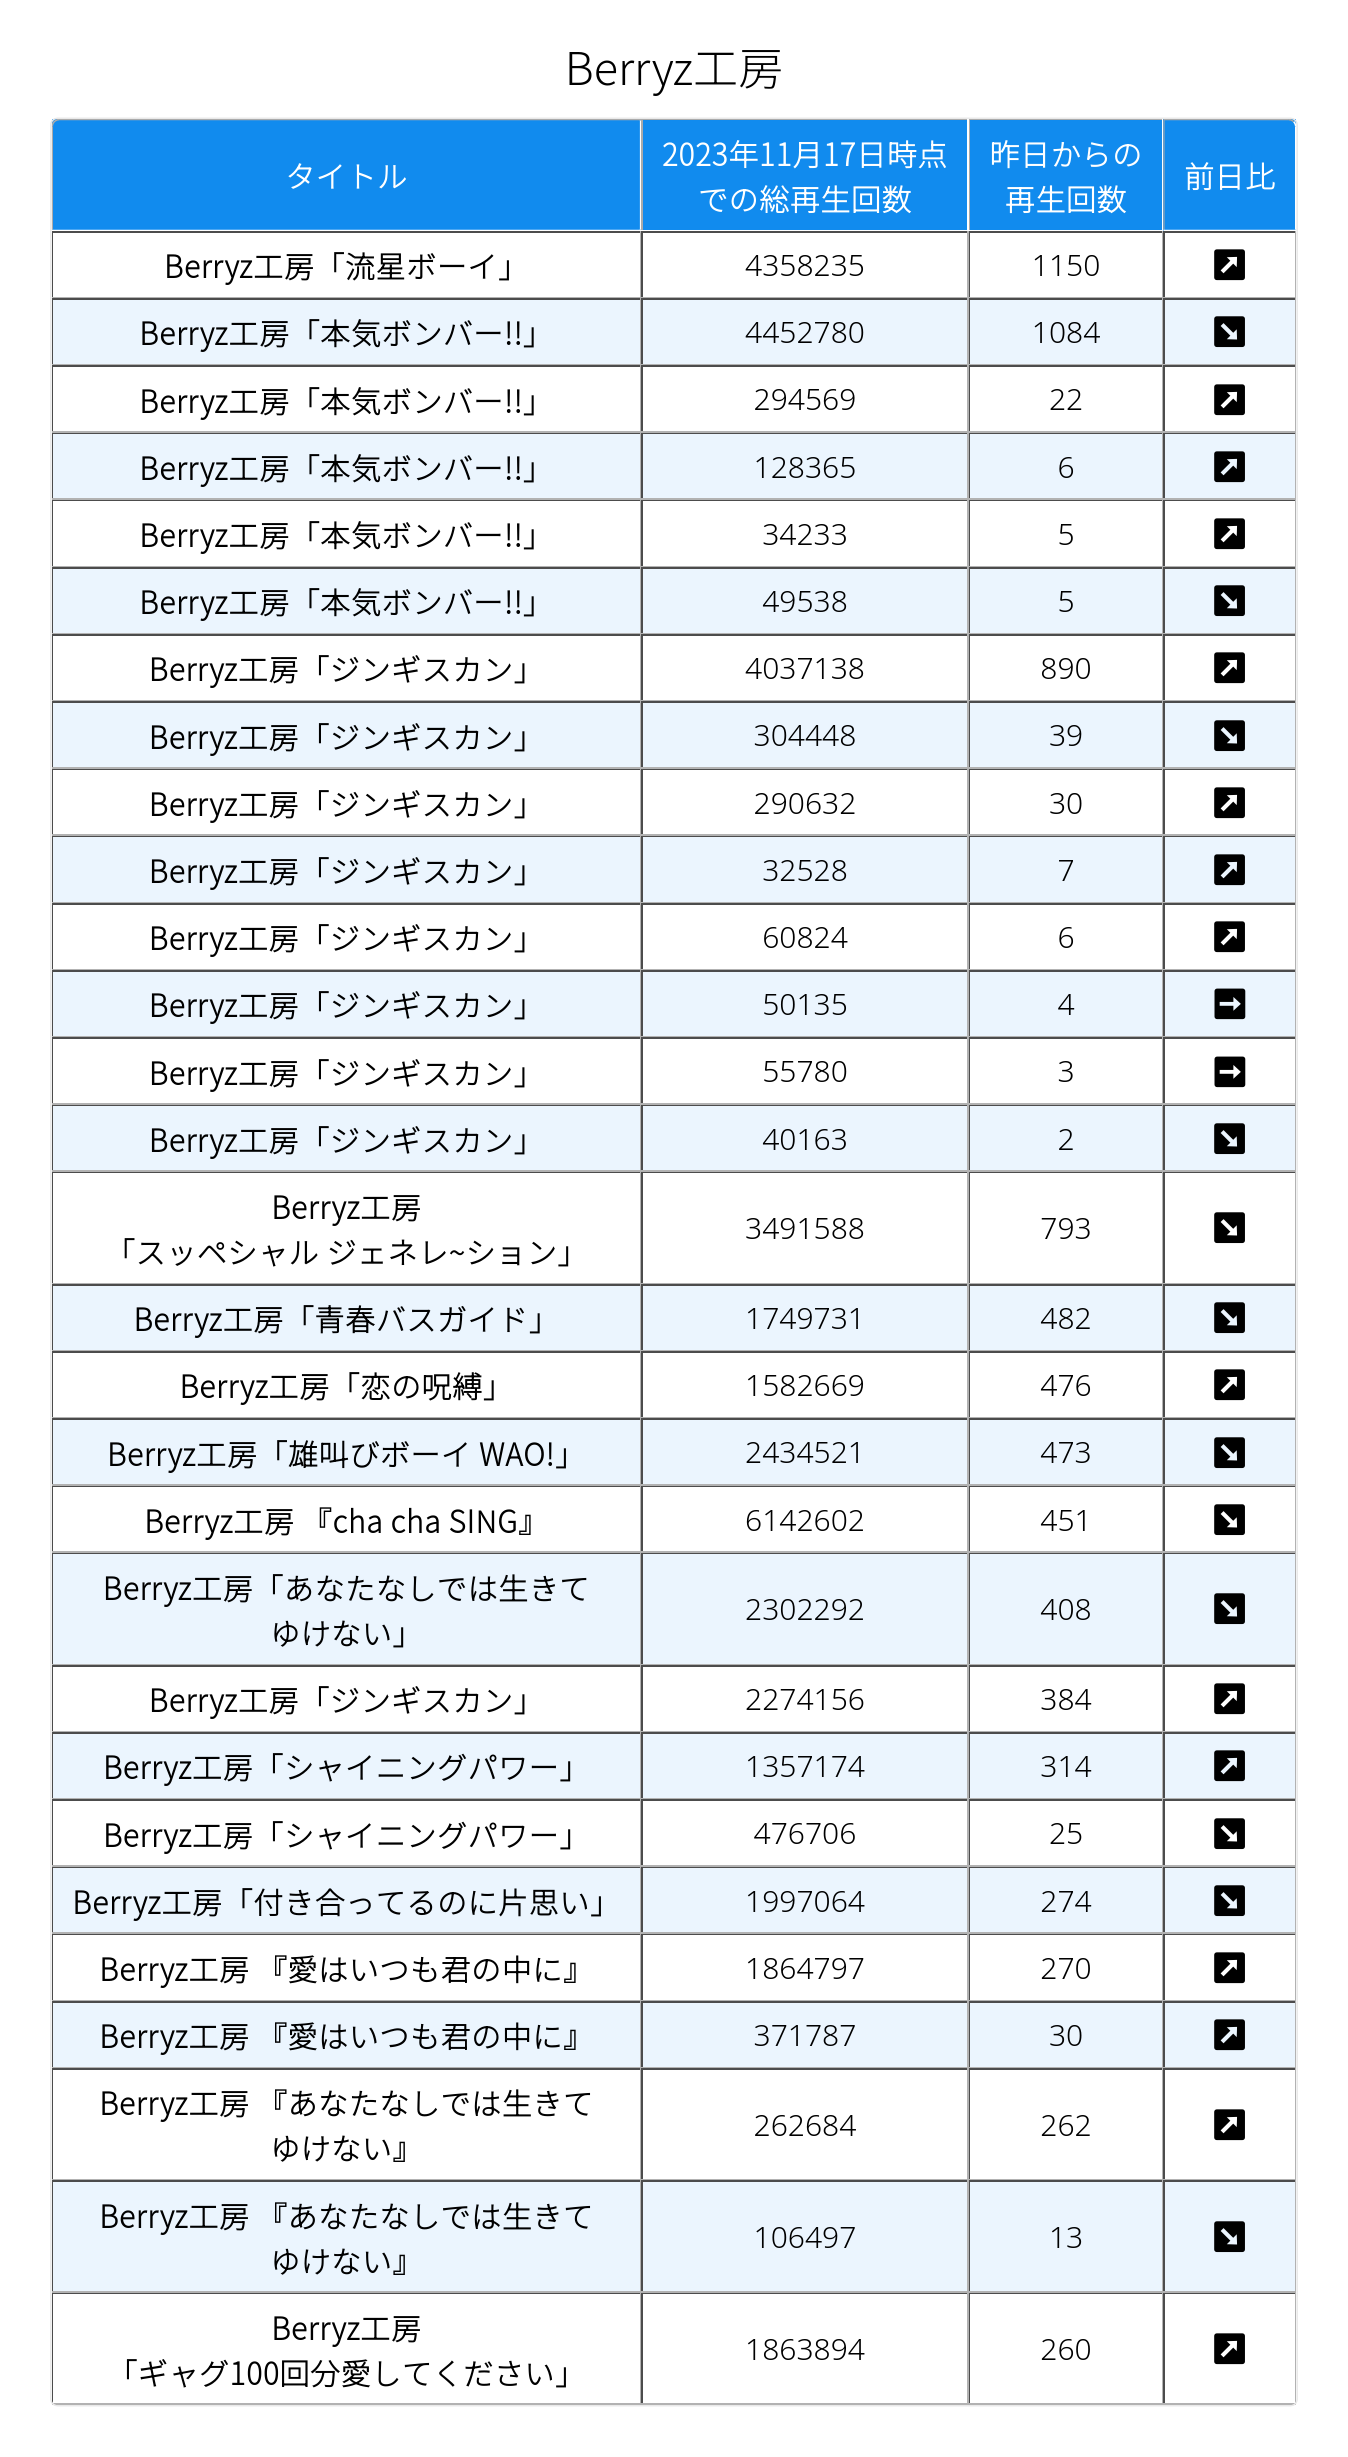 Berryz工房
タイトル 2023年11月17日時点 昨日からの 前日比
での総再生回数 再生回数
Berryz工房「流星ボーイ」 4358235 1150 ↗
Berryz工房「本気ボンバー!!」 4452780 1084 ↘
Berryz工房「本気ボンバー!!」 294569 22 ↗
Berryz工房「本気ボンバー!!」 128365 6 ↗
Berryz工房「本気ボンバー!!」 34233 5 ↗
Berryz工房「本気ボンバー!!」 49538 5 ↘
Berryz工房「ジンギスカン」 4037138 890 ↗
Berryz工房「ジンギスカン」 304448 39 ↘
Berryz工房「ジンギスカン」 290632 30 ↗
Berryz工房「ジンギスカン」 32528 7 ↗
Berryz工房「ジンギスカン」 60824 6 ↗
Berryz工房「ジンギスカン」 50135 4 →
Berryz工房「ジンギスカン」 55780 3 →
Berryz工房「ジンギスカン」 40163 2 ↘
Berryz工房
「スッペシャル ジェネレ~ション」 3491588 793 ↘
Berryz工房「青春バスガイド」 1749731 482 ↘
Berryz工房「恋の呪縛」 1582669 476 ↗
Berryz工房「雄叫びボーイ WAO!」 2434521 473 ↘
Berryz工房 『cha cha SING』 6142602 451 ↘
Berryz工房「あなたなしでは生きて
ゆけない」 2302292 408 ↘
Berryz工房「ジンギスカン」 2274156 384 ↗
Berryz工房「シャイニングパワー」 1357174 314 ↗
Berryz工房「シャイニングパワー」 476706 25 ↘
Berryz工房「付き合ってるのに片思い」 1997064 274 ↘
Berryz工房 『愛はいつも君の中に』 1864797 270 ↗
Berryz工房 『愛はいつも君の中に』 371787 30 ↗
Berryz工房 『あなたなしでは生きて
ゆけない』 262684 262 ↗
Berryz工房 『あなたなしでは生きて
ゆけない』 106497 13 ↘
Berryz工房
「ギャグ100回分愛してください」 1863894 260 ↗